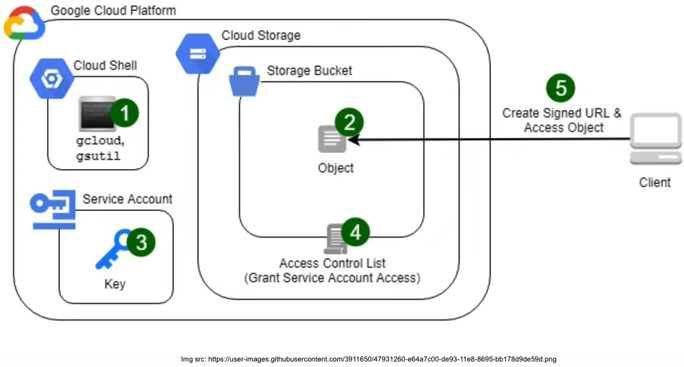 Google Cloud Platform
Cloud Storage
Cloud Shell
Storage Bucket
1
gcloud,
gsutil
2
Object
5
Create Signed URL &
Access Object
Client
Service Account
3
Key
4
Access Control List
(Grant Service Account Access)
Img src: https://user-images.githubusercontent.com/3911650/47931260-e64a7c00-de93-11e8-8695-bb178d9de59d.png